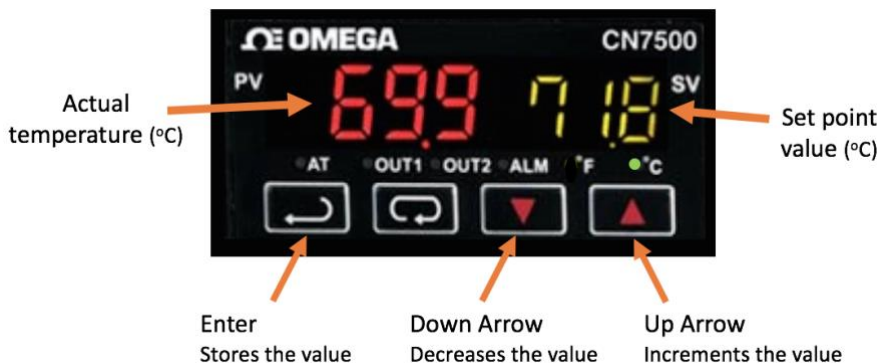 Ω OMEGA CN7500
PV 69.9 71.8 SV
Actual
temperature (°C)
Set point
value (°C)
AT OUT1 OUT2 ALM °F °C
Enter
Stores the value
Down Arrow
Decreases the value
Up Arrow
Increments the value